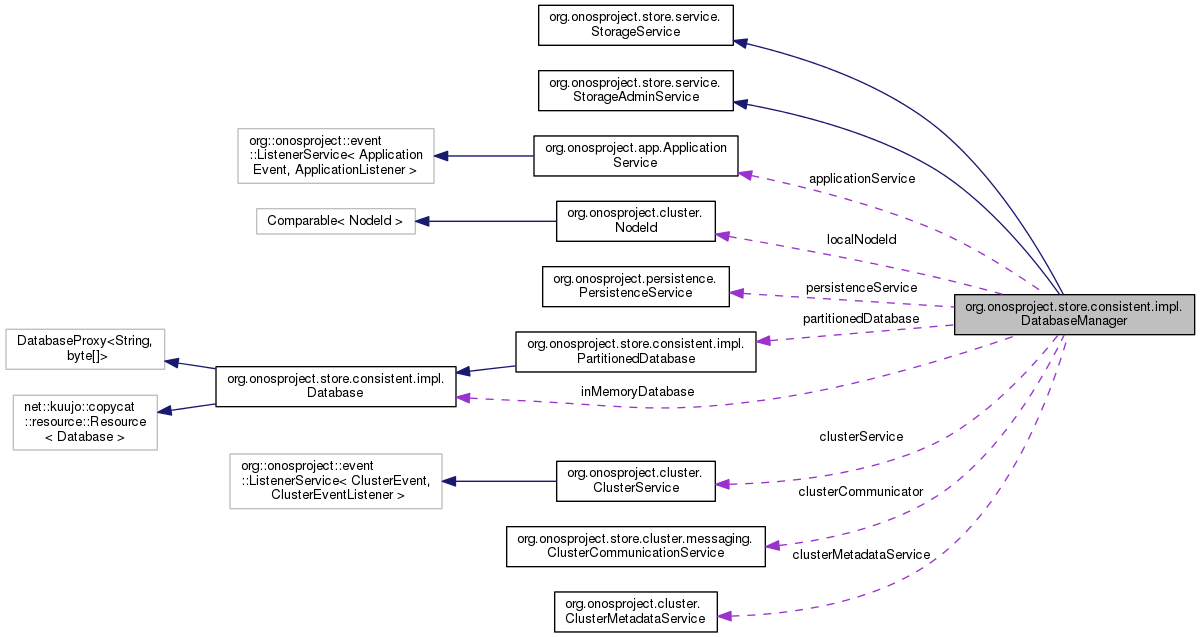 org.onosproject.store.service.
StorageService
org.onosproject.store.service.
StorageAdminService
org::onosproject::event
::ListenerService< Application
Event, ApplicationListener >
org.onosproject.app.Application
Service
applicationService
Comparable< NodeId >
org.onosproject.cluster.
NodeId
localNodeId
org.onosproject.persistence.
PersistenceService
persistenceService
org.onosproject.store.consistent.impl.
DatabaseManager
partitionedDatabase
DatabaseProxy<String,
byte[]>
org.onosproject.store.consistent.impl.
PartitionedDatabase
org.onosproject.store.consistent.impl.
Database
inMemoryDatabase
net::kuujo::copycat
::resource::Resource
< Database >
clusterService
org::onosproject::event
::ListenerService< ClusterEvent,
ClusterEventListener >
org.onosproject.cluster.
ClusterService
clusterCommunicator
org.onosproject.store.cluster.messaging.
ClusterCommunicationService
clusterMetadataService
org.onosproject.cluster.
ClusterMetadataService